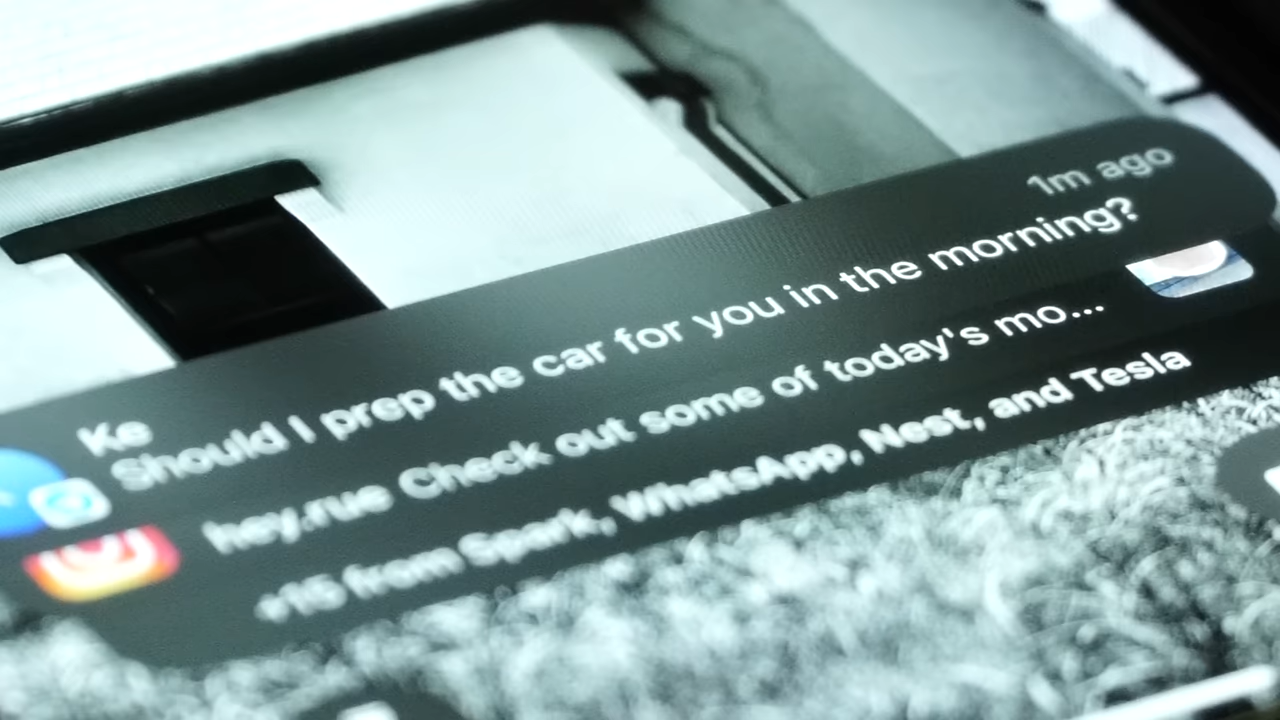 1m ago
Ke
Should I prep the car for you in the morning?
hey.rue Check out some of today's mo...
+15 from Spark, WhatsApp, Nest, and Tesla